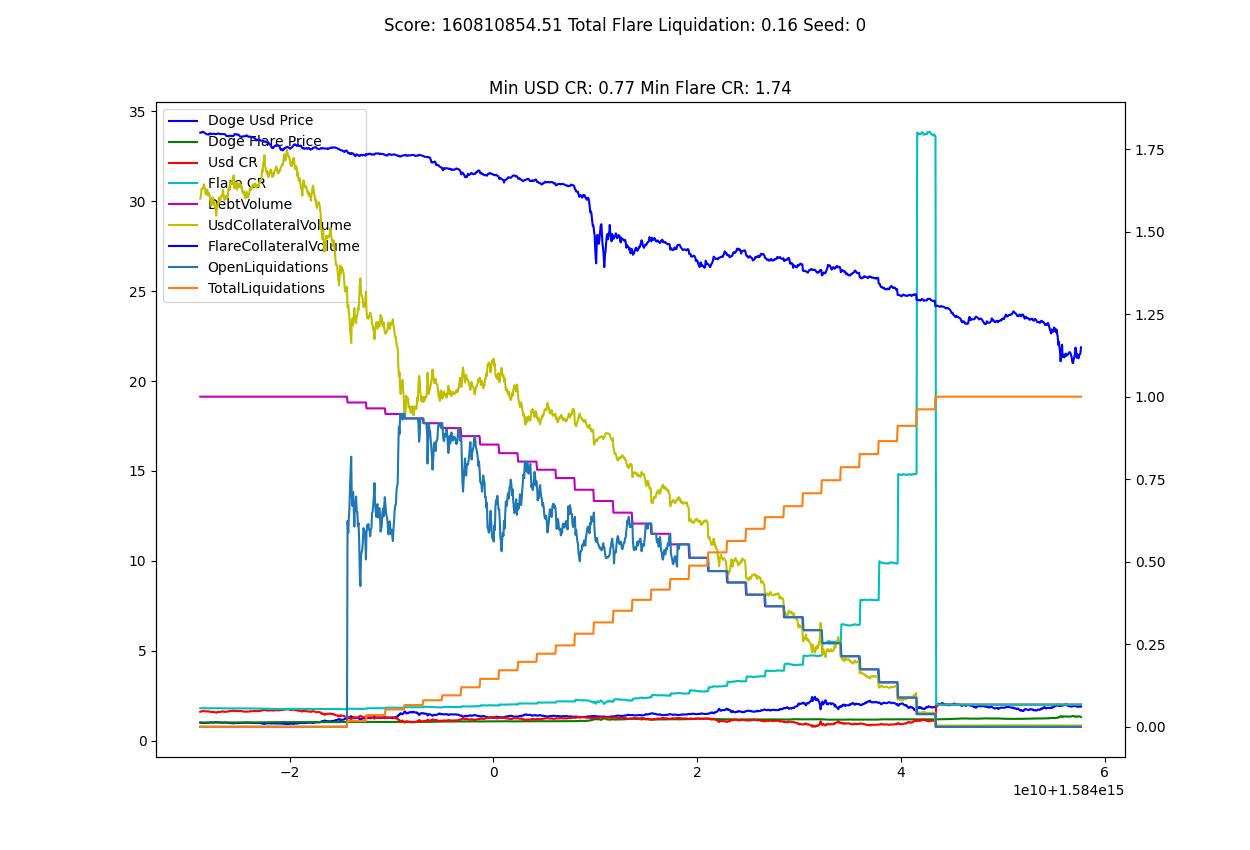 Score: 160810854.51 Total Flare Liquidation: 0.16 Seed: 0
Min USD CR: 0.77 Min Flare CR: 1.74
35
30
25
20
15
10
5
0
Doge Usd Price
Doge Flare Price
Usd CR
Flare CR
DebtVolume
UsdCollateralVolume
FlareCollateralVolume
OpenLiquidations
TotalLiquidations
1.75
1.50
1.25
1.00
0.75
0.50
0.25
0.00
−2 0 2 4 6
1e10+1.584e15